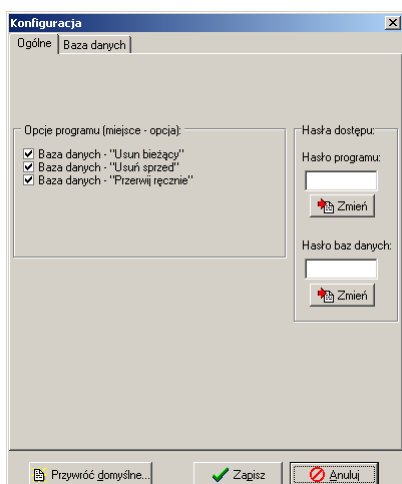 Konfiguracja
Ogólne Baza danych
Opcje programu (miejsce - opcja):
Baza danych - "Usun bieżący"
Baza danych - "Usuń sprzed"
Baza danych - "Przerwij ręcznie"
Hasła dostępu:
Hasło programu:
Zmień
Hasło baz danych:
Zmień
Przywróć domyślne... Zapisz Anuluj